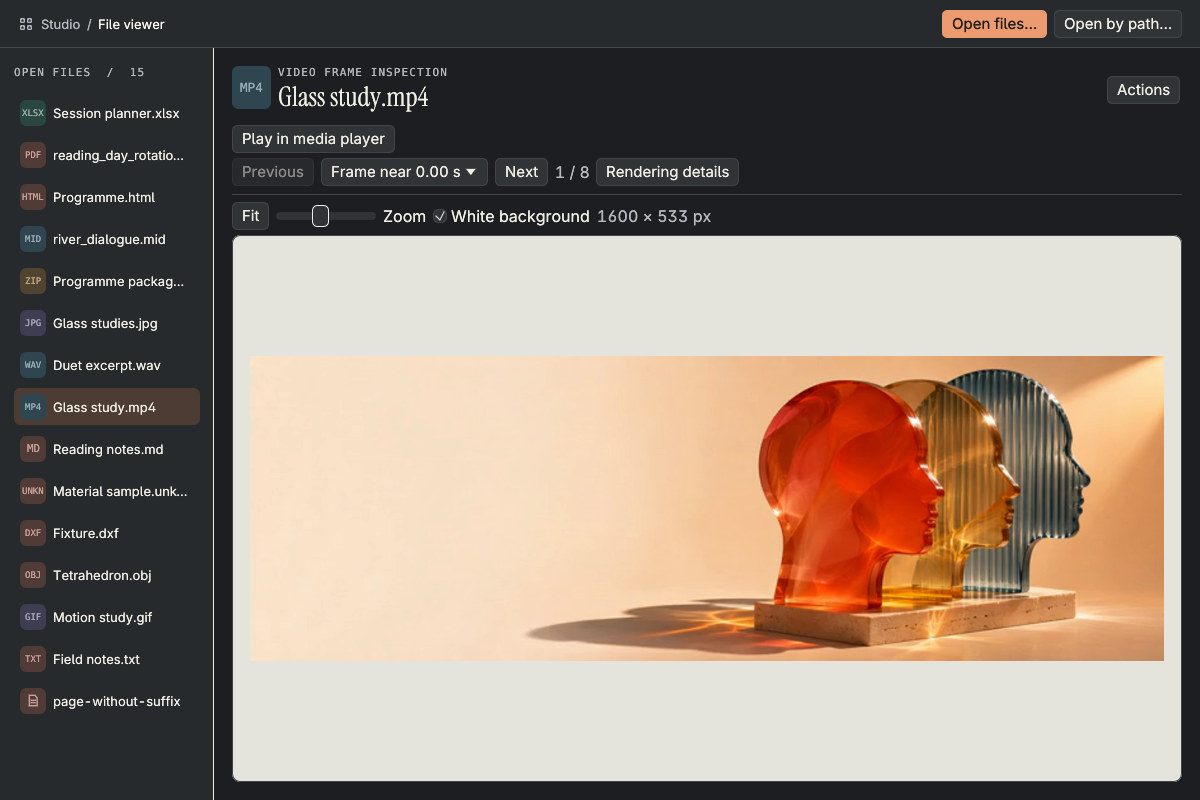 Studio / File viewer
Open files...
Open by path...
OPEN FILES / 15
XLSX Session planner.xlsx
PDF reading_day_rotatio...
HTML Programme.html
MID river_dialogue.mid
ZIP Programme packag...
JPG Glass studies.jpg
WAV Duet excerpt.wav
MP4 Glass study.mp4
MD Reading notes.md
UNKN Material sample.unk...
DXF Fixture.dxf
OBJ Tetrahedron.obj
GIF Motion study.gif
TXT Field notes.txt
page-without-suffix
MP4
VIDEO FRAME INSPECTION
Glass study.mp4
Actions
Play in media player
Previous Frame near 0.00 s Next 1 / 8 Rendering details
Fit Zoom White background 1600 × 533 px